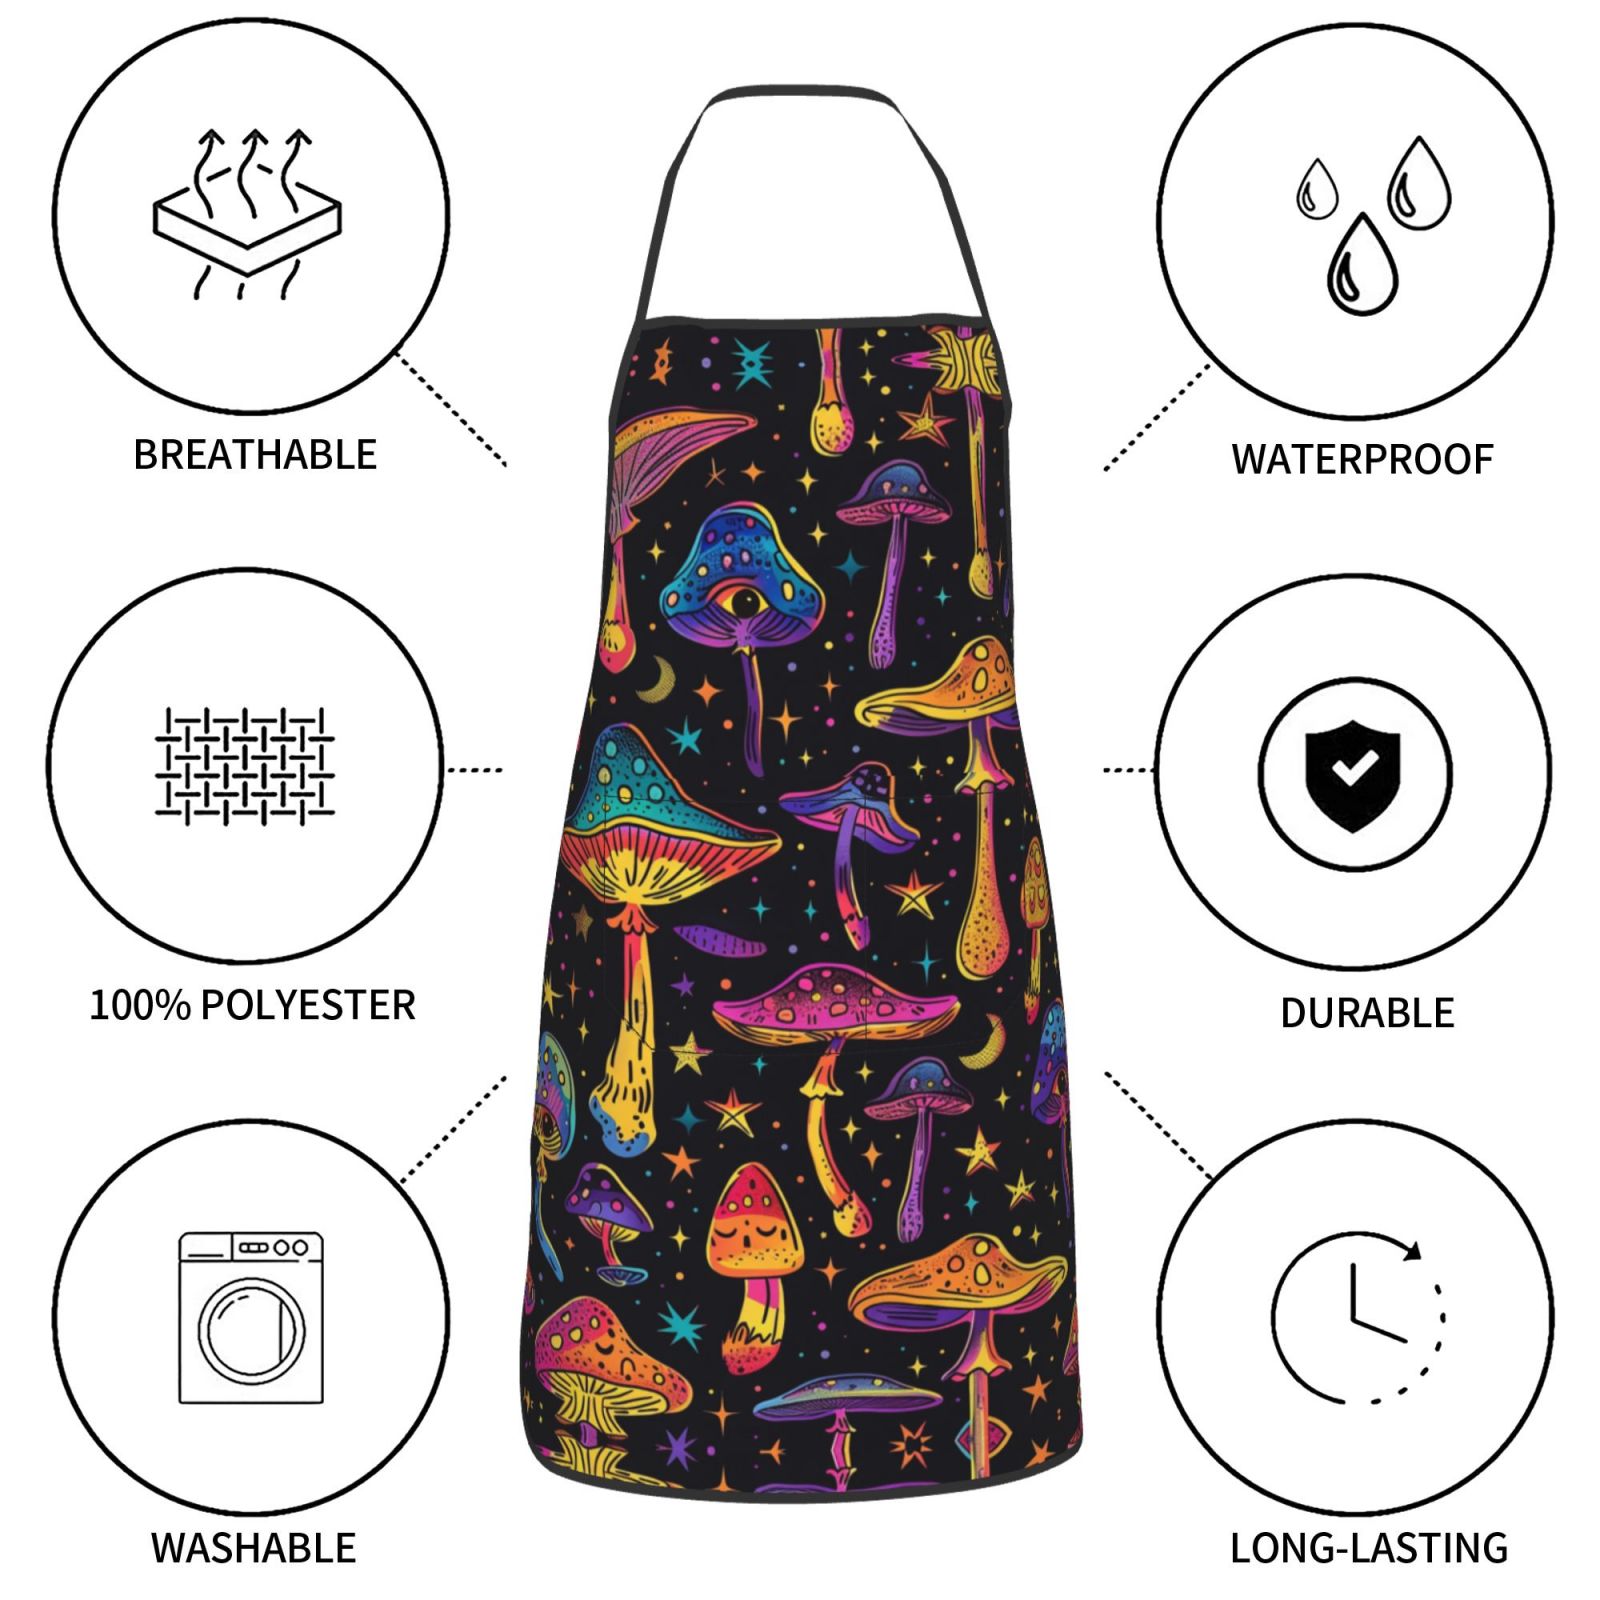 BREATHABLE
WATERPROOF
100% POLYESTER
DURABLE
WASHABLE
LONG-LASTING